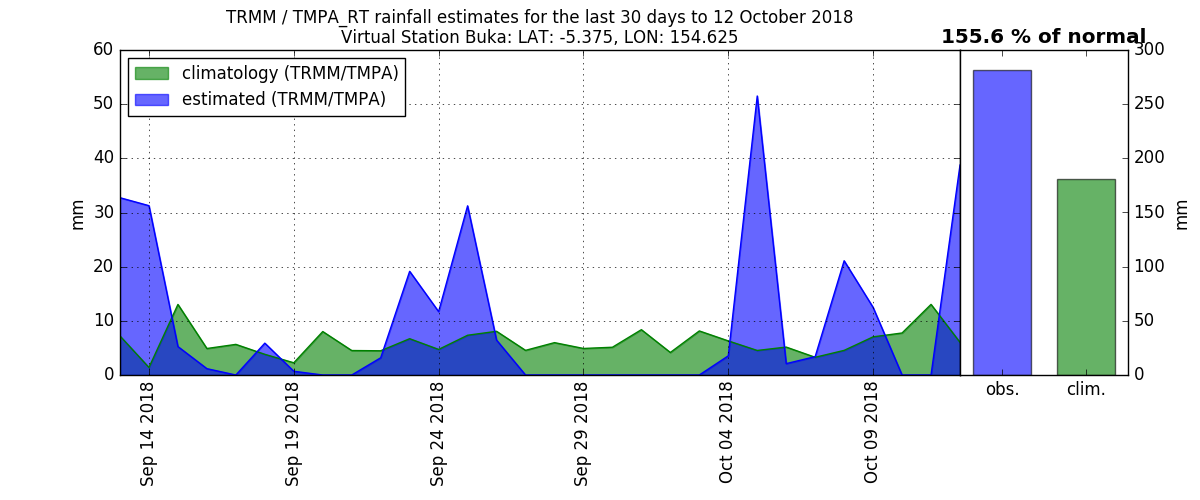 TRMM / TMPA_RT rainfall estimates for the last 30 days to 12 October 2018
Virtual Station Buka: LAT: -5.375, LON: 154.625
155.6 % of normal
climatology (TRMM/TMPA)
estimated (TRMM/TMPA)
mm
60
50
40
30
20
10
0
Sep 14 2018
Sep 19 2018
Sep 24 2018
Sep 29 2018
Oct 04 2018
Oct 09 2018
obs.
clim.
300
250
200
150
100
50
0
mm